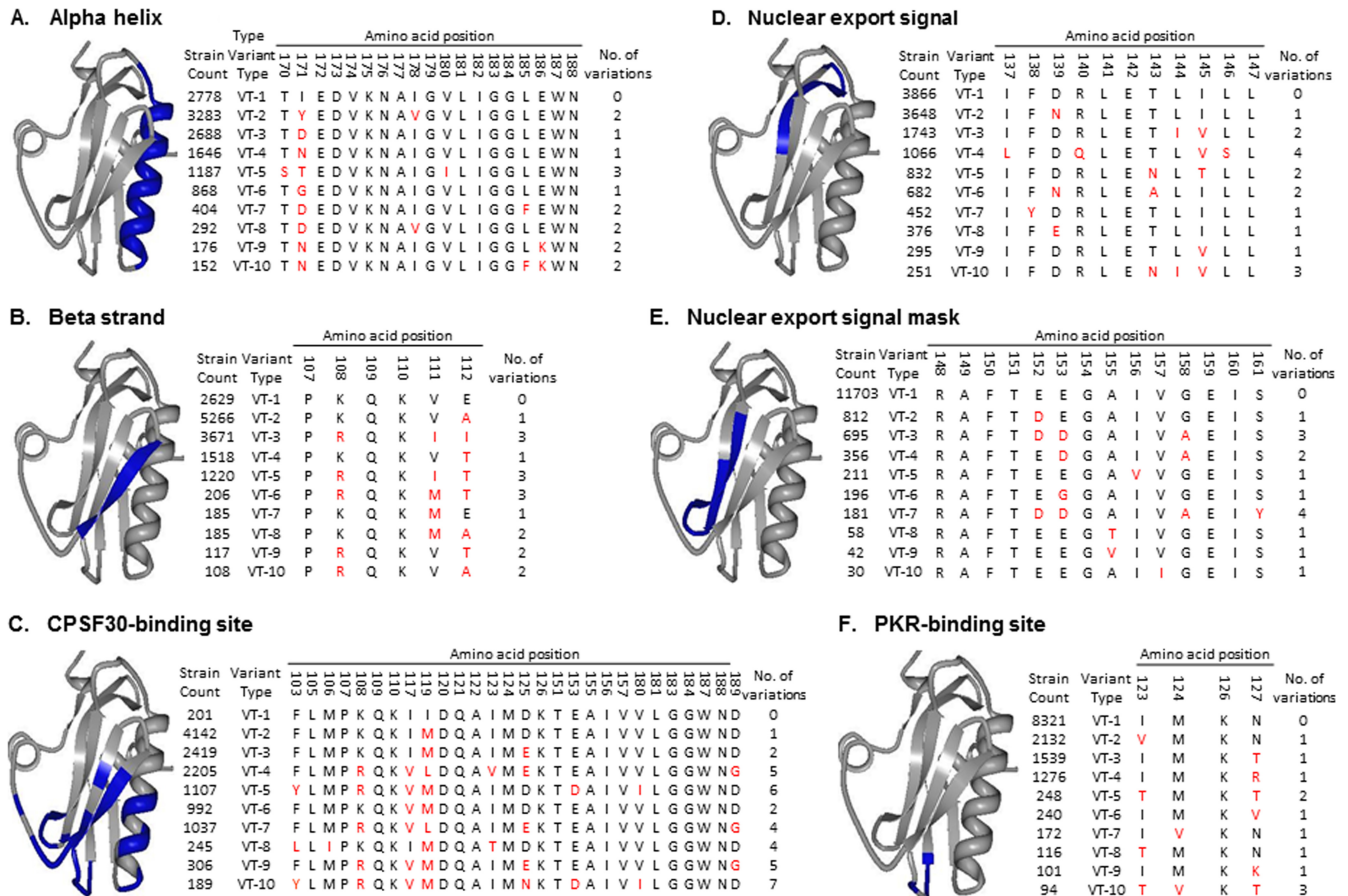 A. Alpha helix
Type Amino acid position
Strain Count Variant Type 170 171 172 173 174 175 176 177 178 179 180 181 182 183 184 185 186 187 188 No. of variations
2778 VT-1 T I E D V K N A I G V L I G G L E W N 0
3283 VT-2 T Y E D V K N A V G V L I G G L E W N 2
2688 VT-3 T D E D V K N A I G V L I G G L E W N 1
1646 VT-4 T N E D V K N A I G V L I G G L E W N 1
1187 VT-5 S T E D V K N A I G I L I G G L E W N 3
868 VT-6 T G E D V K N A I G V L I G G L E W N 1
404 VT-7 T D E D V K N A I G V L I G G F E W N 2
292 VT-8 T D E D V K N A V G V L I G G L E W N 2
176 VT-9 T N E D V K N A I G V L I G G L K W N 2
152 VT-10 T N E D V K N A I G V L I G G F K W N 2
B. Beta strand
Amino acid position
Strain Count Variant Type 107 108 109 110 111 112 No. of variations
2629 VT-1 P K Q K V E 0
5266 VT-2 P K Q K V A 1
3671 VT-3 P R Q K I I 3
1518 VT-4 P K Q K V T 1
1220 VT-5 P R Q K I T 3
206 VT-6 P R Q K M T 3
185 VT-7 P K Q K M E 1
185 VT-8 P K Q K M A 2
117 VT-9 P R Q K V T 2
108 VT-10 P R Q K V A 2
C. CPSF30-binding site
Amino acid position
Strain Count Variant Type 103 105 106 107 108 109 110 117 119 120 121 122 123 124 125 126 151 153 155 156 157 180 181 183 184 187 188 189 No. of variations
201 VT-1 F L M P K Q K I I D Q A I M D K T E A I V V L G G W N D 0
4142 VT-2 F L M P K Q K I M D Q A I M D K T E A I V V L G G W N D 1
2419 VT-3 F L M P K Q K I M D Q A I M E K T E A I V V L G G W N D 2
2205 VT-4 F L M P R Q K V L D Q A V M E K T E A I V V L G G W N G 5
1107 VT-5 Y L M P R Q K V M D Q A I M D K T D A I V I L G G W N D 6
992 VT-6 F L M P K Q K V M D Q A I M D K T E A I V V L G G W N D 2
1037 VT-7 F L M P R Q K V L D Q A I M E K T E A I V V L G G W N G 4
245 VT-8 L L I P K Q K I M D Q A T M D K T E A I V V L G G W N D 4
306 VT-9 F L M P R Q K V M D Q A I M E K T E A I V V L G G W N G 5
189 VT-10 Y L M P R Q K V M D Q A I M N K T D A I V I L G G W N D 7
D. Nuclear export signal
Amino acid position
Strain Count Variant Type 137 138 139 140 141 142 143 144 145 146 147 No. of variations
3866 VT-1 I F D R L E T L I L L 0
3648 VT-2 I F N R L E T L I L L 1
1743 VT-3 I F D R L E T I V L L 2
1066 VT-4 L F D Q L E T L V S L 4
832 VT-5 I F D R L E N L T L L 2
682 VT-6 I F N R L E A L I L L 2
452 VT-7 I Y D R L E T L I L L 1
376 VT-8 I F E R L E T L I L L 1
295 VT-9 I F D R L E T L V L L 1
251 VT-10 I F D R L E N I V L L 3
E. Nuclear export signal mask
Amino acid position
Strain Count Variant Type 148 149 150 151 152 153 154 155 156 157 158 159 160 161 No. of variations
11703 VT-1 R A F T E E G A I V G E I S 0
812 VT-2 R A F T D E G A I V G E I S 1
695 VT-3 R A F T D D G A I V A E I S 3
356 VT-4 R A F T E D G A I V A E I S 2
211 VT-5 R A F T E E G A V V G E I S 1
196 VT-6 R A F T E G G A I V G E I S 1
181 VT-7 R A F T D D G A I V A E I Y 4
58 VT-8 R A F T E E G T I V G E I S 1
42 VT-9 R A F T E E G V I V G E I S 1
30 VT-10 R A F T E E G A I I G E I S 1
F. PKR-binding site
Amino acid position
Strain Count Variant Type 123 124 126 127 No. of variations
8321 VT-1 I M K N 0
2132 VT-2 V M K N 1
1539 VT-3 I M K T 1
1276 VT-4 I M K R 1
248 VT-5 T M K T 2
240 VT-6 I M K V 1
172 VT-7 I V K N 1
116 VT-8 T M K N 1
101 VT-9 I M K K 1
94 VT-10 T V K T 3